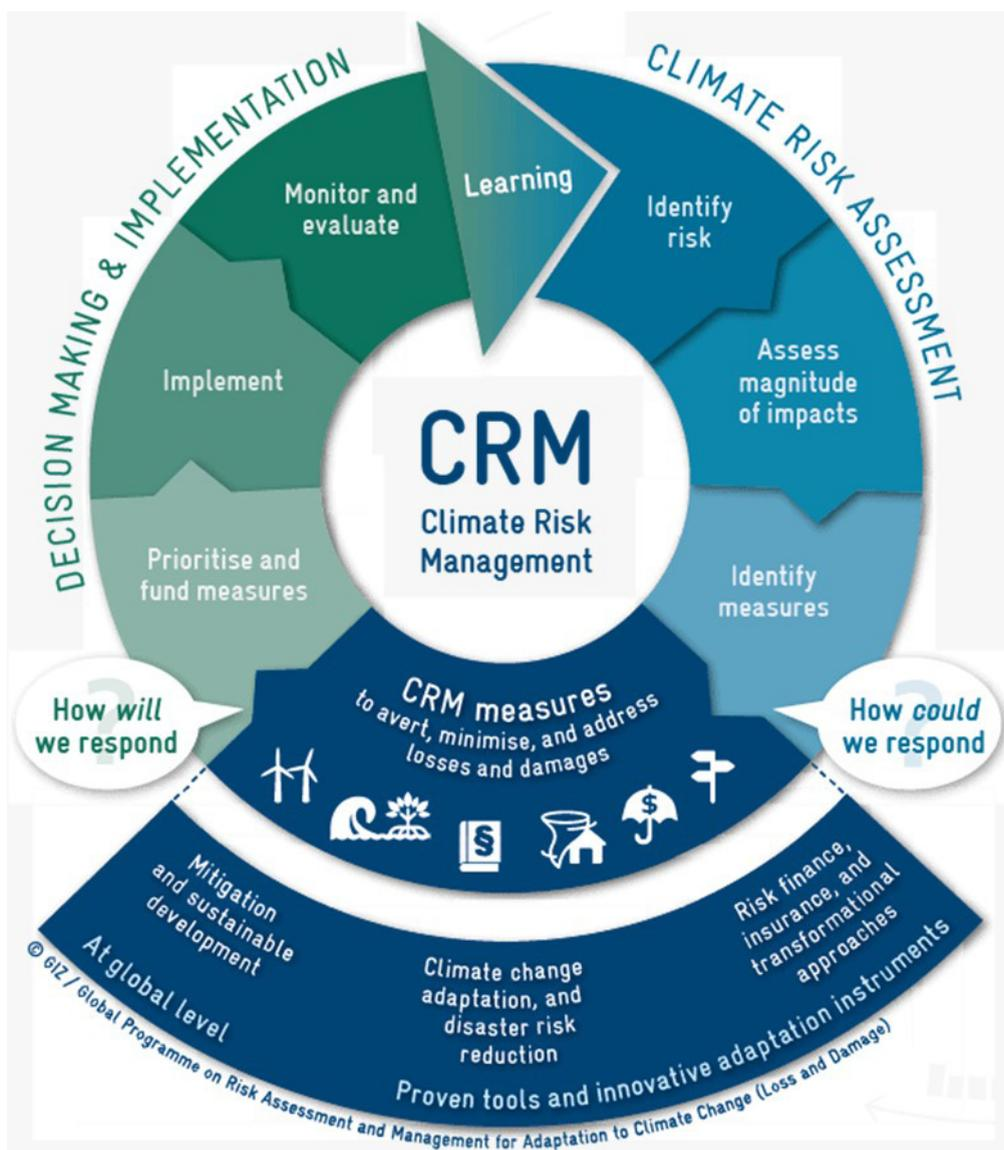 DECISION MAKING & IMPLEMENTATION
CLIMATE RISK ASSESSMENT
Learning
Identify
risk
Assess
magnitude
of impacts
Identify
measures
How could
we respond
CRM measures
to avert, minimise, and address
losses and damages
$
§
How will
we respond
Prioritise and
fund measures
Implement
Monitor and
evaluate
CRM
Climate Risk
Management
Mitigation
and sustainable
development
At global level
Climate change
adaptation, and
disaster risk
reduction
Risk finance,
insurance, and
transformational
approaches
Proven tools and innovative adaptation instruments
© GIZ / Global Programme on Risk Assessment and Management for Adaptation to Climate Change (Loss and Damage)